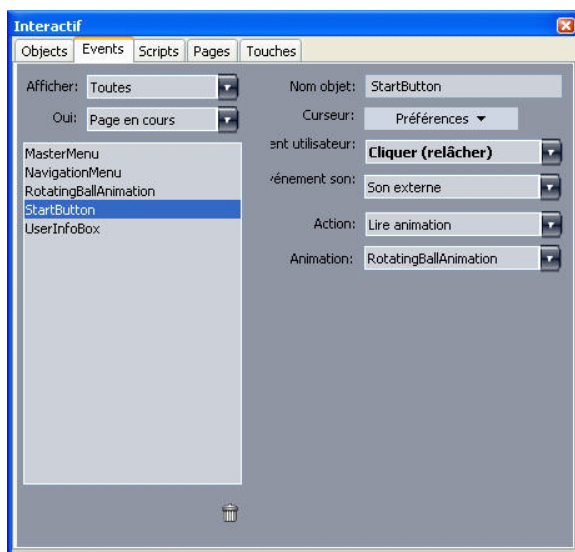 Interactif
Objects Events Scripts Pages Touches
Afficher: Toutes
Oui: Page en cours
MasterMenu
NavigationMenu
RotatingBallAnimation
StartButton
UserInfoBox
Nom objet: StartButton
Curseur: Préférences
ent utilisateur: Cliquer (relâcher)
vénement son: Son externe
Action: Lire animation
Animation: RotatingBallAnimation